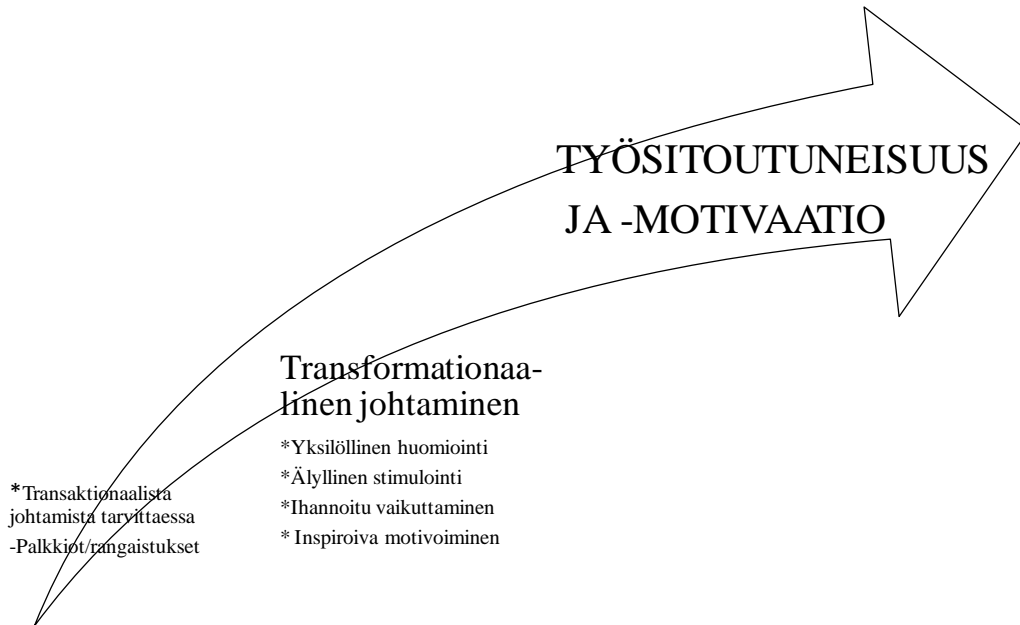 TYÖSITOUTUNEISUUS
JA -MOTIVAATIO
Transformationaa-
linen johtaminen
*Yksilöllinen huomiointi
*Älyllinen stimulointi
*Ihannoitu vaikuttaminen
* Inspiroiva motivoiminen
*Transaktionaalista
johtamista tarvittaessa
-Palkkiot/rangaistukset